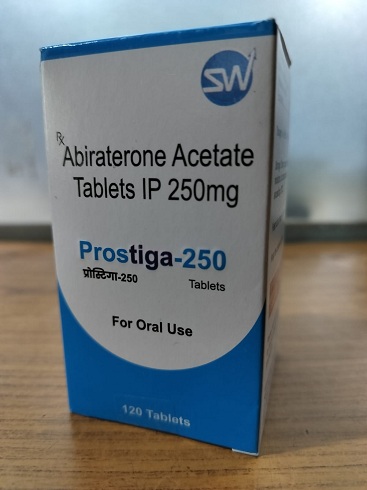 SW
Rx
Abiraterone Acetate
Tablets IP 250mg
Prostiga-250
प्रोस्टिगा-250
Tablets
For Oral Use
120 Tablets